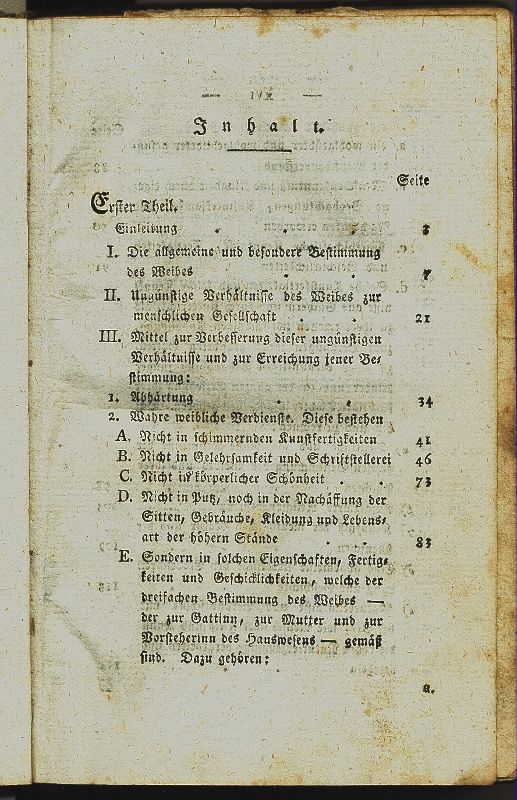 Inhalt.
Seite
Erster Theil.
Einleitung . . .
I. Die allgemeine und besondere Bestimmung
des Weibes . . 7
II. Ungünstige Verhältnisse des Weibes zur
menschlichen Gesellschaft . . 21
III. Mittel zur Verbesserung dieser ungünstigen
Verhältnisse und zur Erreichung jener Be-
stimmung:
1. Abhärtung . . 34
2. Wahre weibliche Verdienste. Diese bestehen
A. Nicht in schimmernden Kunstfertigkeiten 41
B. Nicht in Gelehrsamkeit und Schriftstellerei 46
C. Nicht in körperlicher Schönheit . . 73
D. Nicht in Putz, noch in der Nachäffung der
Sitten, Gebräuche, Kleidung und Lebens-
art der höhern Stände . . 83
E. Sondern in solchen Eigenschaften, Fertig-
keiten und Geschicklichkeiten, welche der
dreifachen Bestimmung des Weibes —
der zur Gattinn, zur Mutter und zur
Vorsteherinn des Hauswesens — gemäß
sind. Dazu gehören:
a.